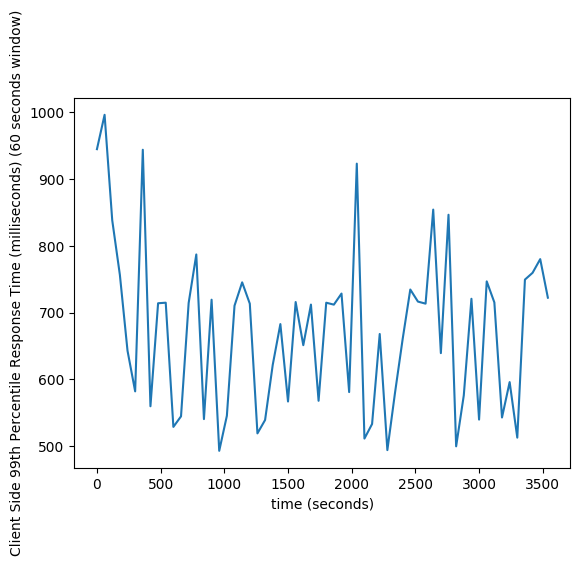 Client Side 99th Percentile Response Time (milliseconds) (60 seconds window)
1000
900
800
700
600
500
0 500 1000 1500 2000 2500 3000 3500
time (seconds)